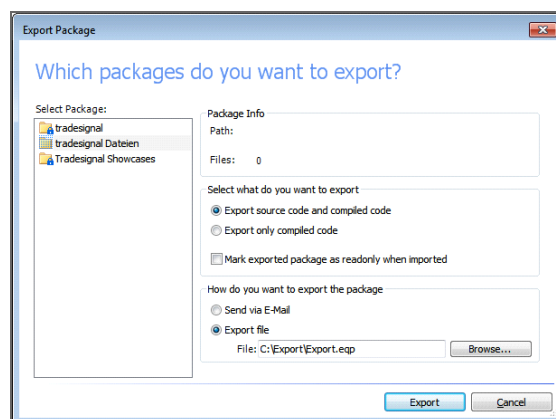 Export Package
Which packages do you want to export?
Select Package:
tradesignal
tradesignal Dateien
Tradesignal Showcases
Package Info
Path:
Files: 0
Select what do you want to export
Export source code and compiled code
Export only compiled code
Mark exported package as readonly when imported
How do you want to export the package
Send via E-Mail
Export file
File: C:\Export\Export.eqp
Browse...
Export
Cancel